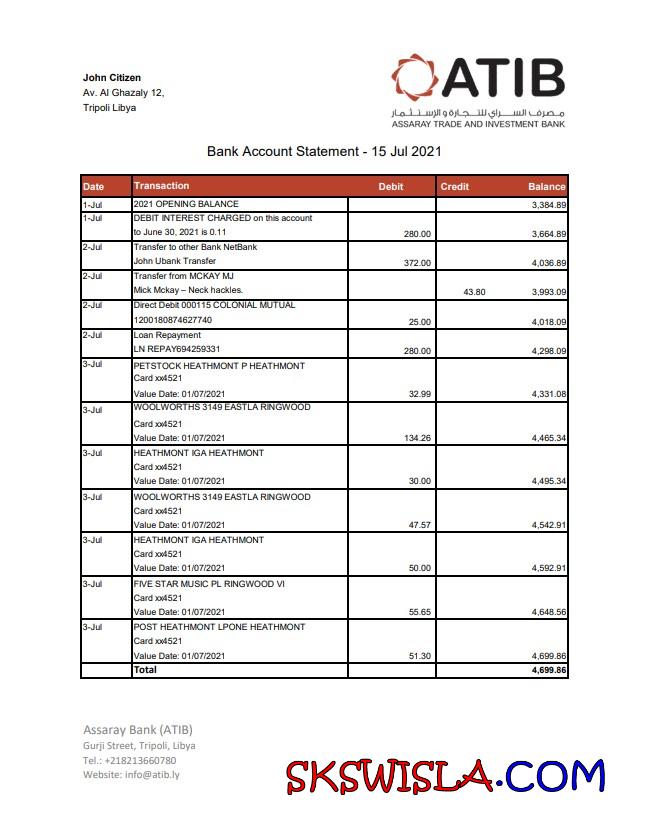 John Citizen
Av. Al Ghazaly 12,
Tripoli Libya
ATIB
مصرف السراي للتجارة و الإستثمار
ASSARAY TRADE AND INVESTMENT BANK
Bank Account Statement - 15 Jul 2021
Date Transaction Debit Credit Balance
1-Jul 2021 OPENING BALANCE 3,384.89
1-Jul DEBIT INTEREST CHARGED on this account
to June 30, 2021 is 0.11 280.00 3,664.89
2-Jul Transfer to other Bank NetBank
John Ubank Transfer 372.00 4,036.89
2-Jul Transfer from MCKAY MJ
Mick Mckay – Neck hackles. 43.80 3,993.09
2-Jul Direct Debit 000115 COLONIAL MUTUAL
1200180874627740 25.00 4,018.09
2-Jul Loan Repayment
LN REPAY694259331 280.00 4,298.09
3-Jul PETSTOCK HEATHMONT P HEATHMONT
Card xx4521
Value Date: 01/07/2021 32.99 4,331.08
3-Jul WOOLWORTHS 3149 EASTLA RINGWOOD
Card xx4521
Value Date: 01/07/2021 134.26 4,465.34
3-Jul HEATHMONT IGA HEATHMONT
Card xx4521
Value Date: 01/07/2021 30.00 4,495.34
3-Jul WOOLWORTHS 3149 EASTLA RINGWOOD
Card xx4521
Value Date: 01/07/2021 47.57 4,542.91
3-Jul HEATHMONT IGA HEATHMONT
Card xx4521
Value Date: 01/07/2021 50.00 4,592.91
3-Jul FIVE STAR MUSIC PL RINGWOOD VI
Card xx4521
Value Date: 01/07/2021 55.65 4,648.56
3-Jul POST HEATHMONT LPONE HEATHMONT
Card xx4521
Value Date: 01/07/2021 51.30 4,699.86
Total 4,699.86
Assaray Bank (ATIB)
Gurji Street, Tripoli, Libya
Tel.: +218213660780
Website: info@atib.ly
SKSWISLA.COM